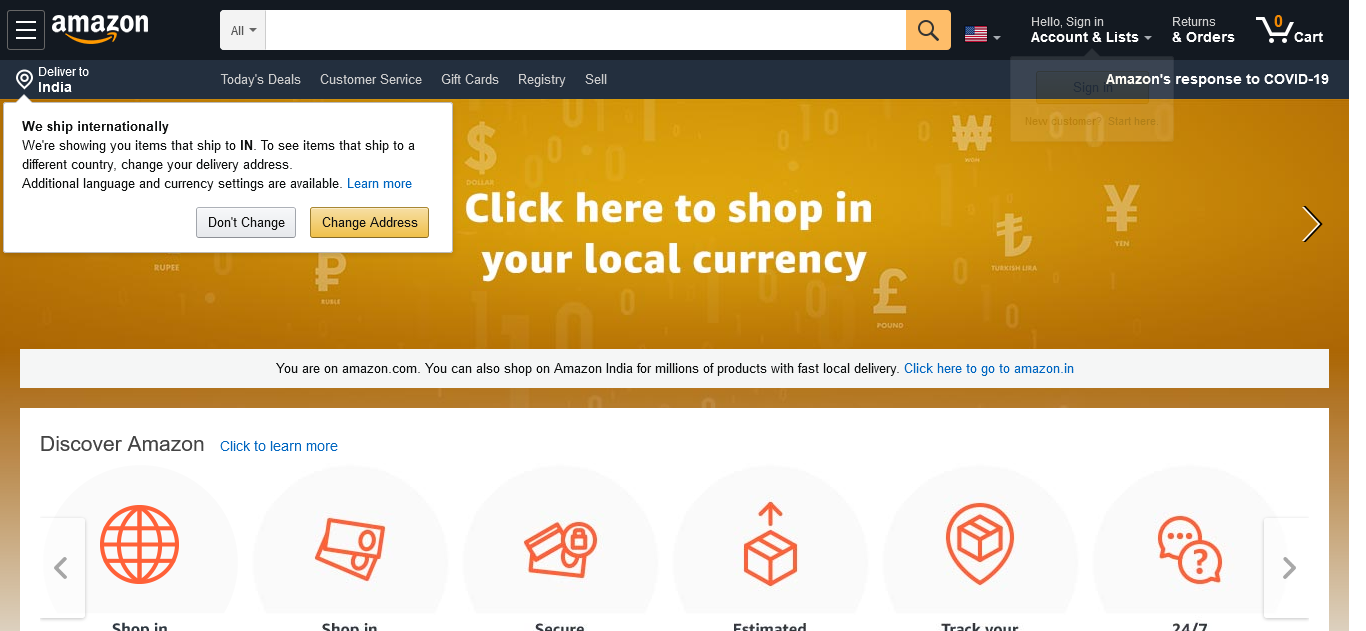 amazon
All
Hello, Sign in
Account & Lists
Returns
& Orders
0
Cart
Deliver to
India
Today's Deals
Customer Service
Gift Cards
Registry
Sell
Amazon's response to COVID-19
Sign in
New customer? Start here.
We ship internationally
We're showing you items that ship to IN. To see items that ship to a
different country, change your delivery address.
Additional language and currency settings are available. Learn more
Don't Change
Change Address
$
DOLLAR
₩
WON
Click here to shop in
your local currency
¥
YEN
₺
TURKISH LIRA
RUPEE
₽
RUBLE
£
POUND
You are on amazon.com. You can also shop on Amazon India for millions of products with fast local delivery. Click here to go to amazon.in
Discover Amazon
Click to learn more
?
Shop in
Shop in
Secure
Estimated
Track your
24/7